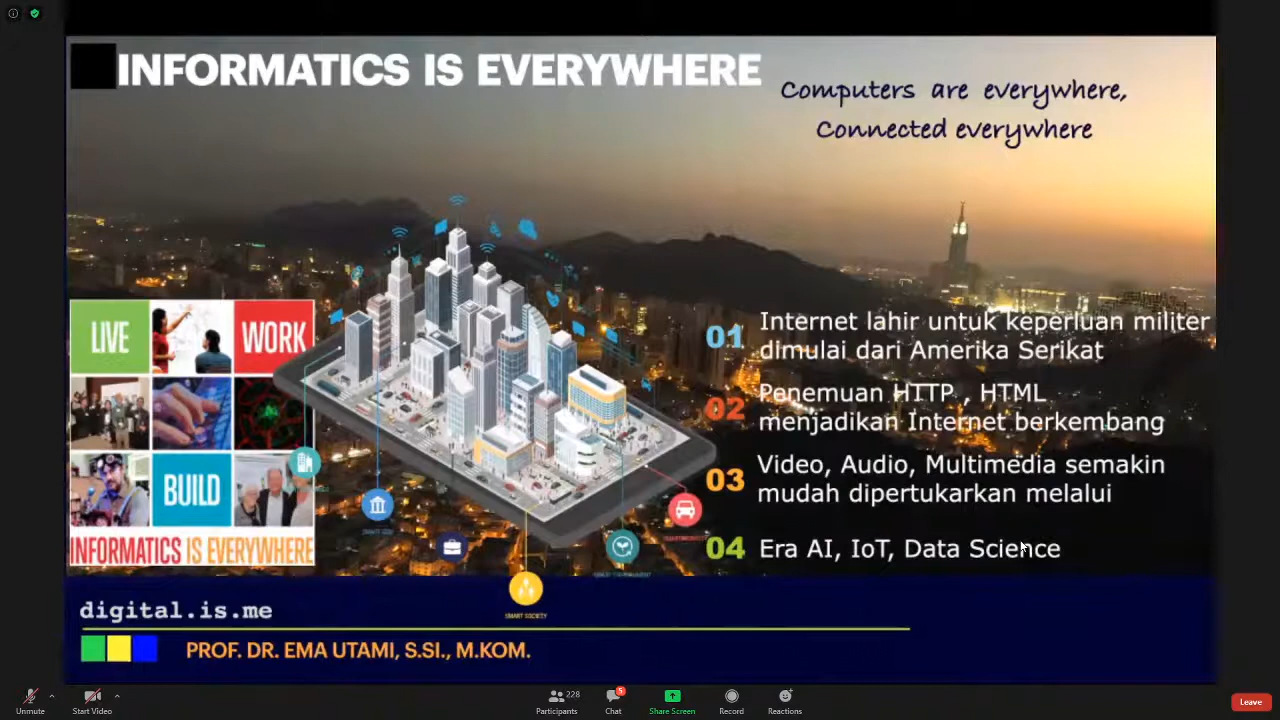 INFORMATICS IS EVERYWHERE
Computers are everywhere,
Connected everywhere
LIVE
WORK
BUILD
INFORMATICS IS EVERYWHERE
SMART SOCIETY
01
Internet lahir untuk keperluan militer
dimulai dari Amerika Serikat
02
Penemuan HTTP , HTML
menjadikan Internet berkembang
03
Video, Audio, Multimedia semakin
mudah dipertukarkan melalui
04
Era AI, IoT, Data Science
digital.is.me
PROF. DR. EMA UTAMI, S.SI., M.KOM.
Unmute
Start Video
228
Participants
5
Chat
Share Screen
Record
Reactions
Leave